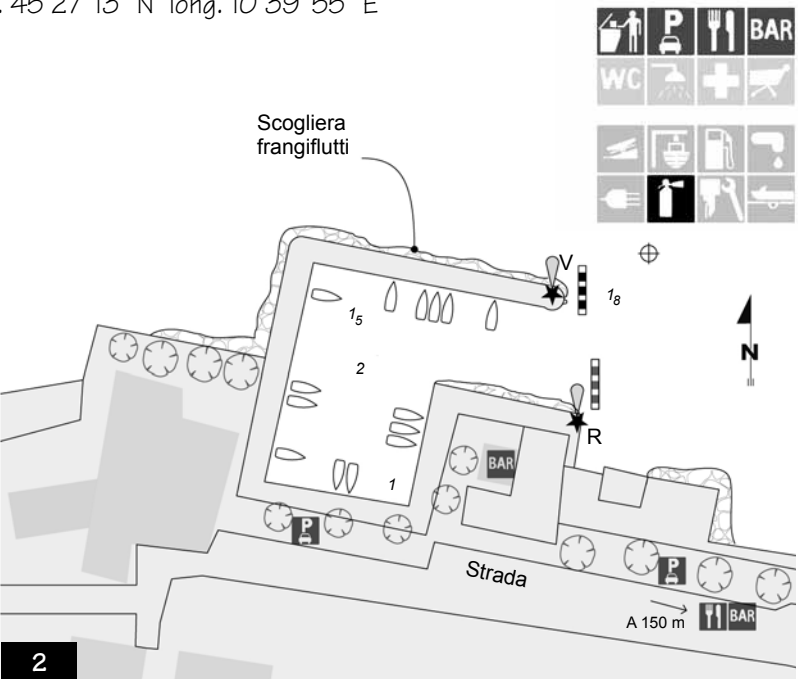 . 45°27'13" N  long. 10°39'55" E
P BAR
WC
Scogliera
frangiflutti
V
1₈
1₅
N
2
R
BAR
1
P
Strada
P
A 150 m
BAR
2